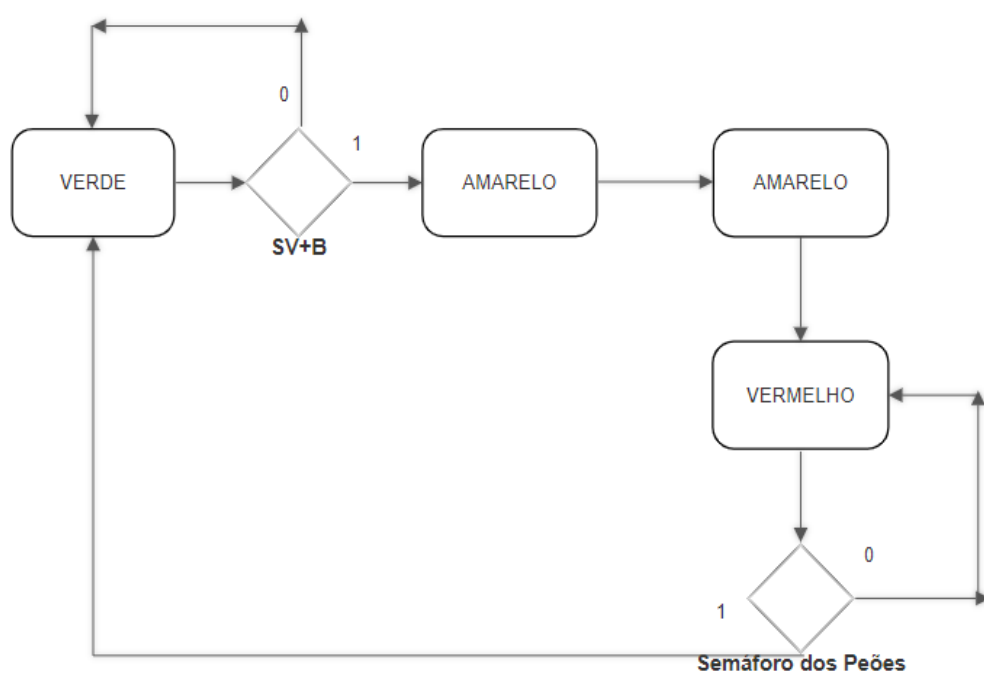 0
1
VERDE
AMARELO
AMARELO
SV+B
VERMELHO
0
1
Semáforo dos Peões